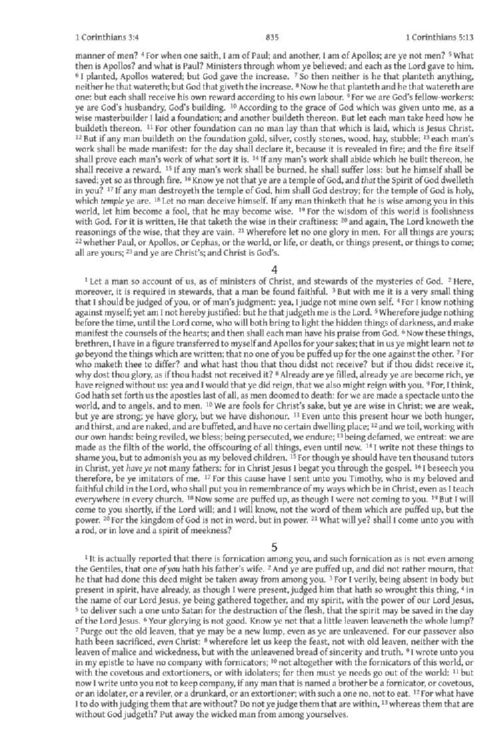 1 Corinthians 3:4 835 1 Corinthians 5:13
manner of men? 4 For when one saith, I am of Paul; and another, I am of Apollos; are ye not men? 5 What
then is Apollos? and what is Paul? Ministers through whom ye believed; and each as the Lord gave to him.
6 I planted, Apollos watered; but God gave the increase. 7 So then neither is he that planteth anything,
neither he that watereth; but God that giveth the increase. 8 Now he that planteth and he that watereth are
one: but each shall receive his own reward according to his own labour. 9 For we are God's fellow-workers:
ye are God's husbandry, God's building. 10 According to the grace of God which was given unto me, as a
wise masterbuilder I laid a foundation; and another buildeth thereon. But let each man take heed how he
buildeth thereon. 11 For other foundation can no man lay than that which is laid, which is Jesus Christ.
12 But if any man buildeth on the foundation gold, silver, costly stones, wood, hay, stubble; 13 each man's
work shall be made manifest: for the day shall declare it, because it is revealed in fire; and the fire itself
shall prove each man's work of what sort it is. 14 If any man's work shall abide which he built thereon, he
shall receive a reward. 15 If any man's work shall be burned, he shall suffer loss: but he himself shall be
saved; yet so as through fire. 16 Know ye not that ye are a temple of God, and that the Spirit of God dwelleth
in you? 17 If any man destroyeth the temple of God, him shall God destroy; for the temple of God is holy,
which temple ye are. 18 Let no man deceive himself. If any man thinketh that he is wise among you in this
world, let him become a fool, that he may become wise. 19 For the wisdom of this world is foolishness
with God. For it is written, He that taketh the wise in their craftiness: 20 and again, The Lord knoweth the
reasonings of the wise, that they are vain. 21 Wherefore let no one glory in men. For all things are yours;
22 whether Paul, or Apollos, or Cephas, or the world, or life, or death, or things present, or things to come;
all are yours; 23 and ye are Christ's; and Christ is God's.
4
1 Let a man so account of us, as of ministers of Christ, and stewards of the mysteries of God. 2 Here,
moreover, it is required in stewards, that a man be found faithful. 3 But with me it is a very small thing
that I should be judged of you, or of man's judgment: yea, I judge not mine own self. 4 For I know nothing
against myself; yet am I not hereby justified: but he that judgeth me is the Lord. 5 Wherefore judge nothing
before the time, until the Lord come, who will both bring to light the hidden things of darkness, and make
manifest the counsels of the hearts; and then shall each man have his praise from God. 6 Now these things,
brethren, I have in a figure transferred to myself and Apollos for your sakes; that in us ye might learn not to
go beyond the things which are written; that no one of you be puffed up for the one against the other. 7 For
who maketh thee to differ? and what hast thou that thou didst not receive? but if thou didst receive it,
why dost thou glory, as if thou hadst not received it? 8 Already are ye filled, already ye are become rich, ye
have reigned without us: yea and I would that ye did reign, that we also might reign with you. 9 For, I think,
God hath set forth us the apostles last of all, as men doomed to death: for we are made a spectacle unto the
world, and to angels, and to men. 10 We are fools for Christ's sake, but ye are wise in Christ; we are weak,
but ye are strong; ye have glory, but we have dishonour. 11 Even unto this present hour we both hunger,
and thirst, and are naked, and are buffeted, and have no certain dwelling place; 12 and we toil, working with
our own hands: being reviled, we bless; being persecuted, we endure; 13 being defamed, we entreat: we are
made as the filth of the world, the offscouring of all things, even until now. 14 I write not these things to
shame you, but to admonish you as my beloved children. 15 For though ye should have ten thousand tutors
in Christ, yet have ye not many fathers: for in Christ Jesus I begat you through the gospel. 16 I beseech you
therefore, be ye imitators of me. 17 For this cause have I sent unto you Timothy, who is my beloved and
faithful child in the Lord, who shall put you in remembrance of my ways which be in Christ, even as I teach
everywhere in every church. 18 Now some are puffed up, as though I were not coming to you. 19 But I will
come to you shortly, if the Lord will; and I will know, not the word of them which are puffed up, but the
power. 20 For the kingdom of God is not in word, but in power. 21 What will ye? shall I come unto you with
a rod, or in love and a spirit of meekness?
5
1 It is actually reported that there is fornication among you, and such fornication as is not even among
the Gentiles, that one of you hath his father's wife. 2 And ye are puffed up, and did not rather mourn, that
he that had done this deed might be taken away from among you. 3 For I verily, being absent in body but
present in spirit, have already, as though I were present, judged him that hath so wrought this thing, 4 in
the name of our Lord Jesus, ye being gathered together, and my spirit, with the power of our Lord Jesus,
5 to deliver such a one unto Satan for the destruction of the flesh, that the spirit may be saved in the day
of the Lord Jesus. 6 Your glorying is not good. Know ye not that a little leaven leaveneth the whole lump?
7 Purge out the old leaven, that ye may be a new lump, even as ye are unleavened. For our passover also
hath been sacrificed, even Christ: 8 wherefore let us keep the feast, not with old leaven, neither with the
leaven of malice and wickedness, but with the unleavened bread of sincerity and truth. 9 I wrote unto you
in my epistle to have no company with fornicators; 10 not altogether with the fornicators of this world, or
with the covetous and extortioners, or with idolaters; for then must ye needs go out of the world: 11 but
now I write unto you not to keep company, if any man that is named a brother be a fornicator, or covetous,
or an idolater, or a reviler, or a drunkard, or an extortioner; with such a one no, not to eat. 12 For what have
I to do with judging them that are without? Do not ye judge them that are within, 13 whereas them that are
without God judgeth? Put away the wicked man from among yourselves.